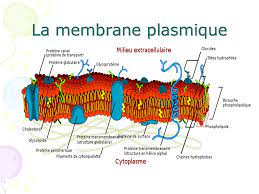 La membrane plasmique
Milieu extracellulaire
Protéine canal
(protéine de transport)
Glucides
Protéine globulaire
Glycoprotéine
Têtes hydrophiles
Bicouche
phospholipidique
Phospholipide
Cholestérol
Glycolipide
Protéine périphérique
Protéine transmembranaire
(structure globulaire)
Filaments de cytosquelette
Protéine de surface
Protéine transmembranaire
(structure en hélice alpha)
Chaînes hydrophobes
Cytoplasme